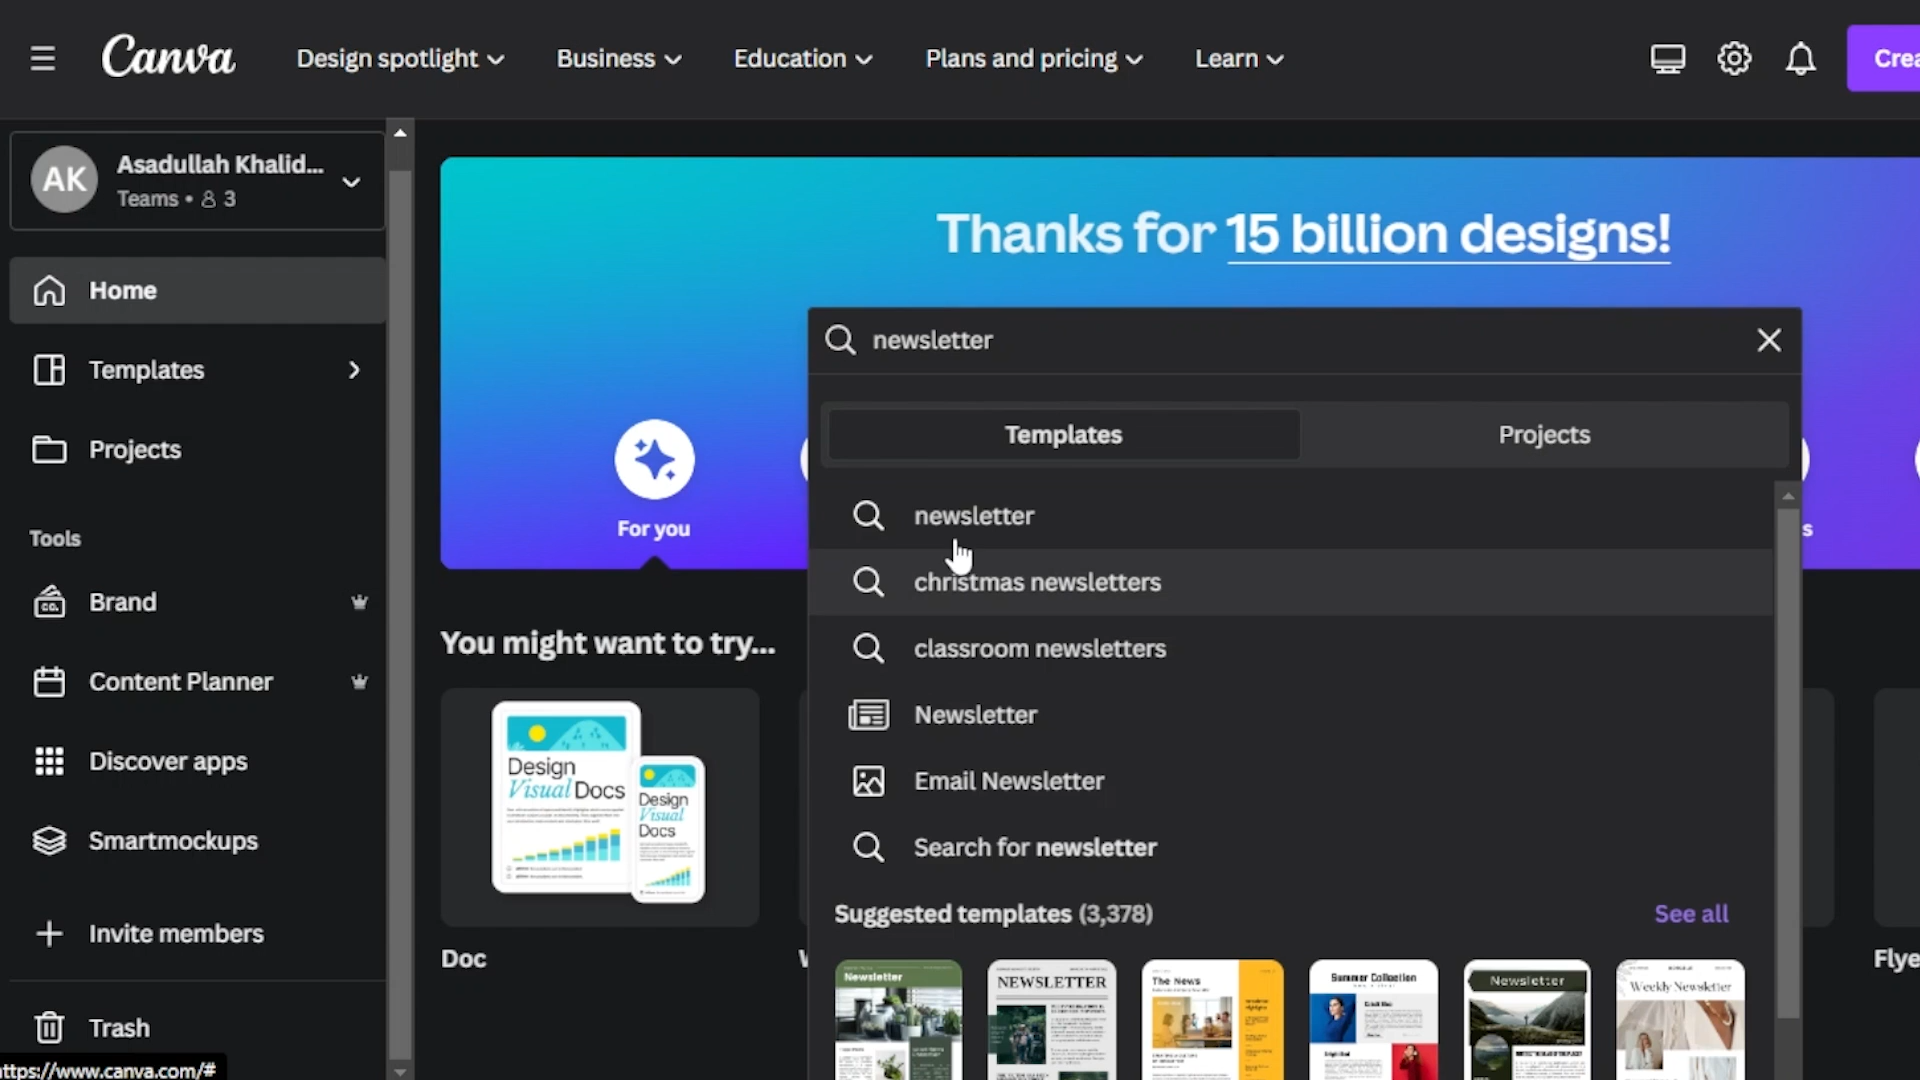 Canva
Design spotlight
Business
Education
Plans and pricing
Learn
Crea
AK
Asadullah Khalid...
Teams • 3
Home
Templates
Projects
Tools
Brand
Content Planner
Discover apps
Smartmockups
Invite members
Trash
ttps://www.canva.com/#
Thanks for 15 billion designs!
newsletter
Templates
Projects
For you
s
newsletter
christmas newsletters
classroom newsletters
Newsletter
Email Newsletter
Search for newsletter
Suggested templates (3,378)
See all
You might want to try...
Design
Visual Docs
Design
Visual
Docs
Doc
Flye
CO.
Newsletter
NEWSLETTER
The News
Summer Collection
Newsletter
Weekly Newsletter